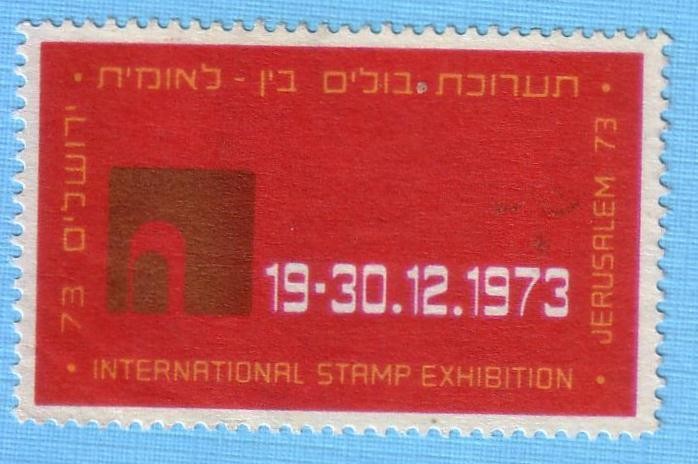 תערוכת בולים בין - לאומית
ירושלים 73
JERUSALEM 73
19-30.12.1973
INTERNATIONAL STAMP EXHIBITION